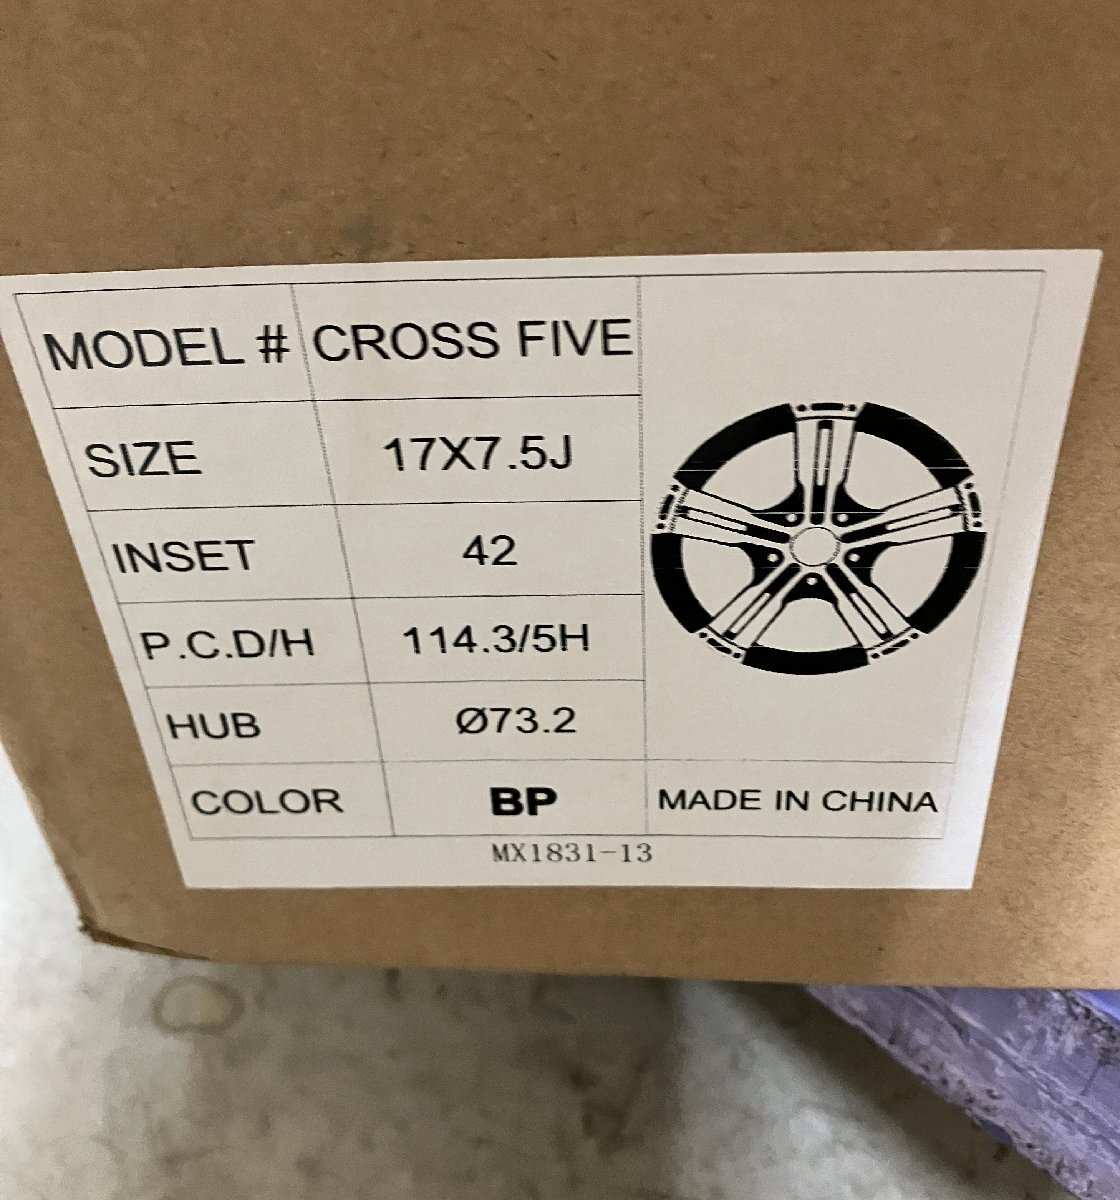 MODEL # CROSS FIVE
SIZE 17X7.5J
INSET 42
P.C.D/H 114.3/5H
HUB Ø73.2
COLOR BP MADE IN CHINA
MX1831-13